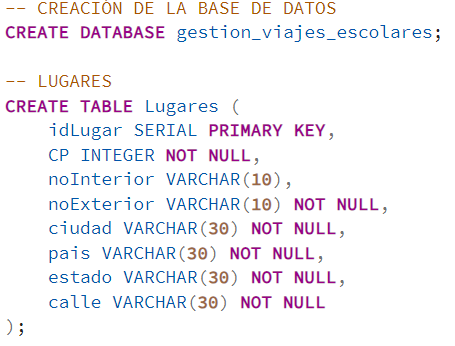 -- CREACIÓN DE LA BASE DE DATOS
CREATE DATABASE gestion_viajes_escolares;

-- LUGARES
CREATE TABLE Lugares (
    idLugar SERIAL PRIMARY KEY,
    CP INTEGER NOT NULL,
    noInterior VARCHAR(10),
    noExterior VARCHAR(10) NOT NULL,
    ciudad VARCHAR(30) NOT NULL,
    pais VARCHAR(30) NOT NULL,
    estado VARCHAR(30) NOT NULL,
    calle VARCHAR(30) NOT NULL
);